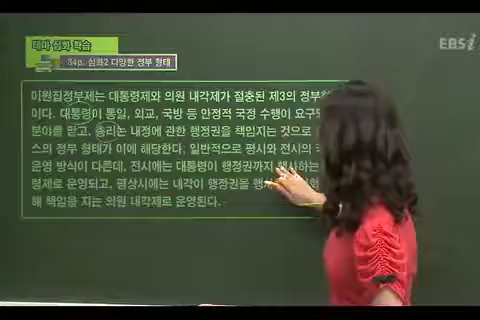 테마 심화 학습
34p. 심화2 다양한 정부 형태
EBSi
이원집정부제는 대통령제와 의원 내각제가 절충된 제3의 정부
이다. 대통령이 통일, 외교, 국방 등 안정적 국정 수행이 요구
분야를 맡고, 총리는 내정에 관한 행정권을 책임지는 것으로
스의 정부 형태가 이에 해당한다. 일반적으로 평시와 전시의
운영 방식이 다른데, 전시에는 대통령이 행정권까지 행사하는
령제로 운영되고, 평상시에는 내각이 행정권을
해 책임을 지는 의원 내각제로 운영된다.